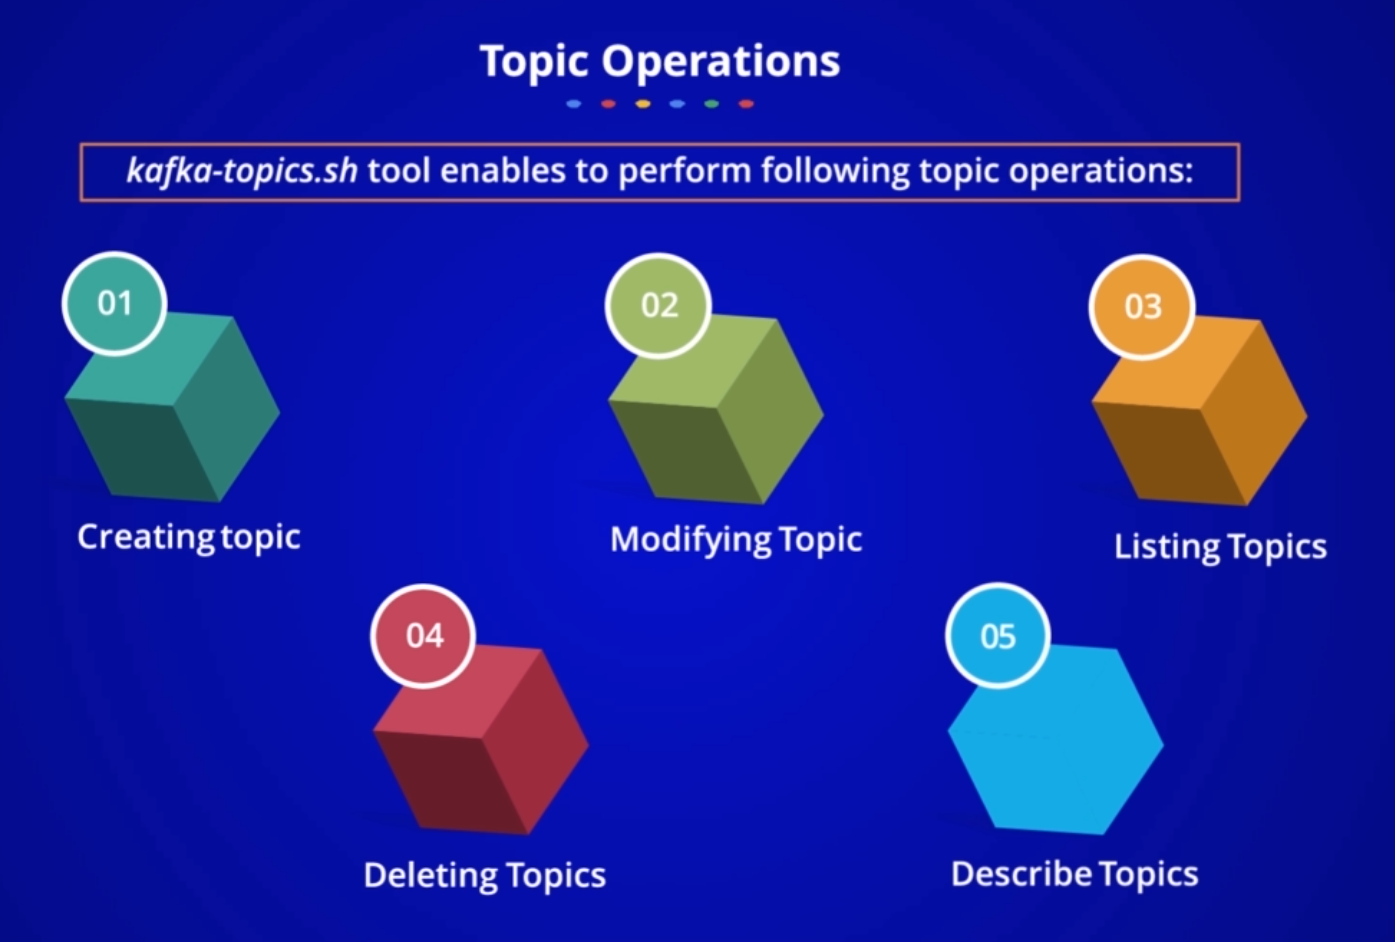 Topic Operations
kafka-topics.sh tool enables to perform following topic operations:
01
02
03
Creating topic
Modifying Topic
Listing Topics
04
05
Deleting Topics
Describe Topics